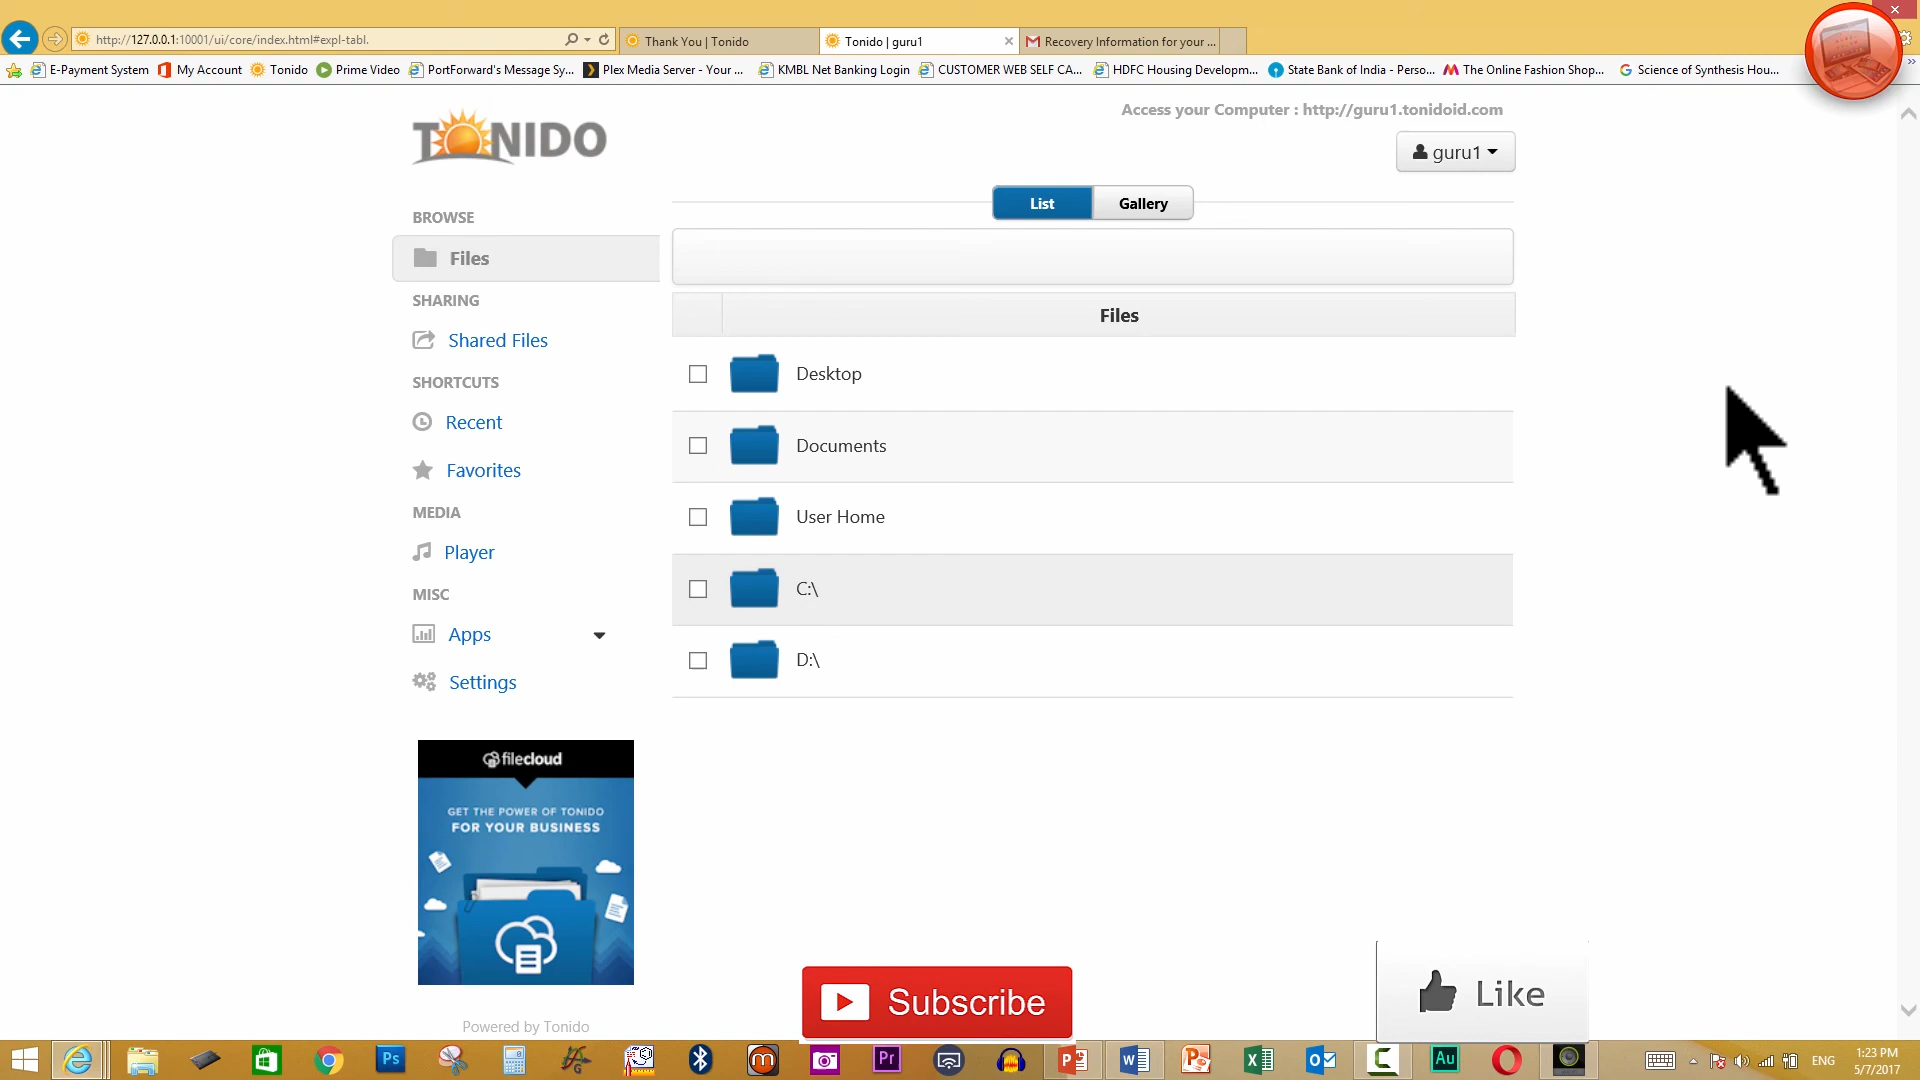 http://127.0.0.1:10001/ui/core/index.html#expl-tabl.
Thank You | Tonido
Tonido | guru1
Recovery Information for your ...
E-Payment System
My Account
Tonido
Prime Video
PortForward's Message Sy...
Plex Media Server - Your ...
KMBL Net Banking Login
CUSTOMER WEB SELF CA...
HDFC Housing Developm...
State Bank of India - Perso...
The Online Fashion Shop...
Science of Synthesis Hou...
TONIDO
Access your Computer : http://guru1.tonidoid.com
guru1
List
Gallery
BROWSE
Files
SHARING
Shared Files
SHORTCUTS
Recent
Favorites
MEDIA
Player
MISC
Apps
Settings
Files
Desktop
Documents
User Home
C:\
D:\
filecloud
GET THE POWER OF TONIDO
FOR YOUR BUSINESS
Powered by Tonido
Subscribe
Like
Ps
Pr
Au
ENG
1:23 PM
5/7/2017